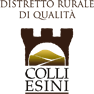 DISTRETTO RURALE
DI QUALITÀ
COLLI
ESINI